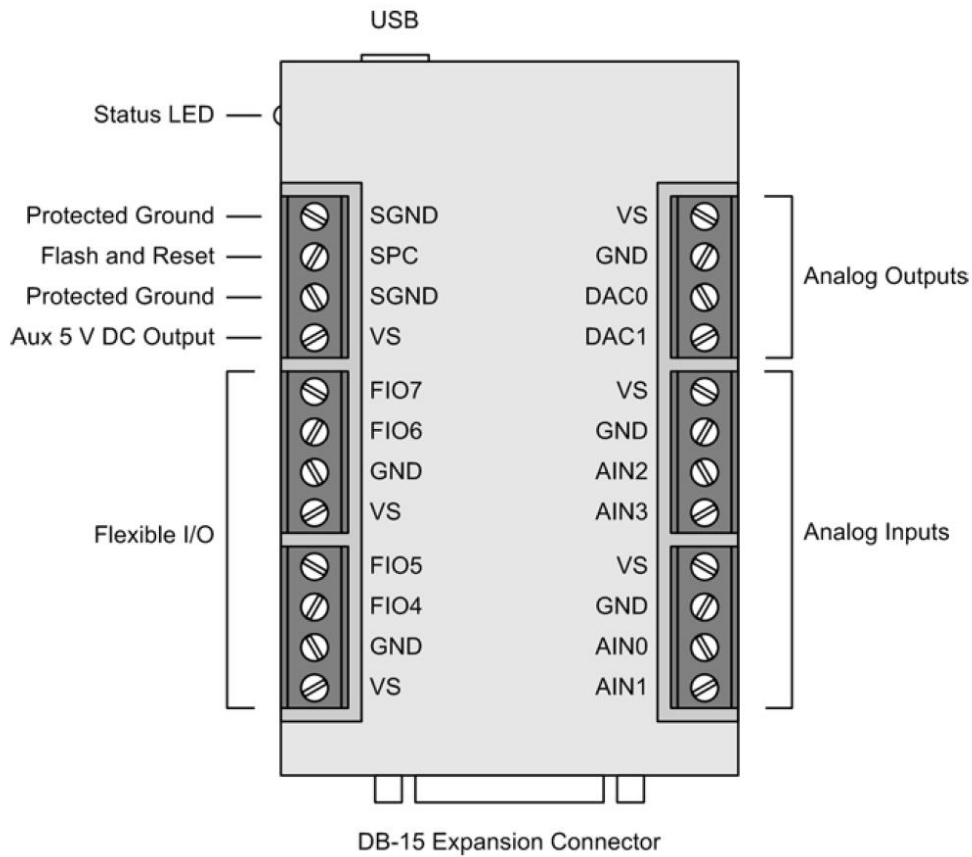 USB
Status LED
Protected Ground
SGND
VS
Flash and Reset
SPC
GND
Analog Outputs
Protected Ground
SGND
DAC0
Aux 5 V DC Output
VS
DAC1
FIO7
VS
FIO6
GND
GND
AIN2
VS
AIN3
Flexible I/O
Analog Inputs
FIO5
VS
FIO4
GND
GND
AIN0
VS
AIN1
DB-15 Expansion Connector